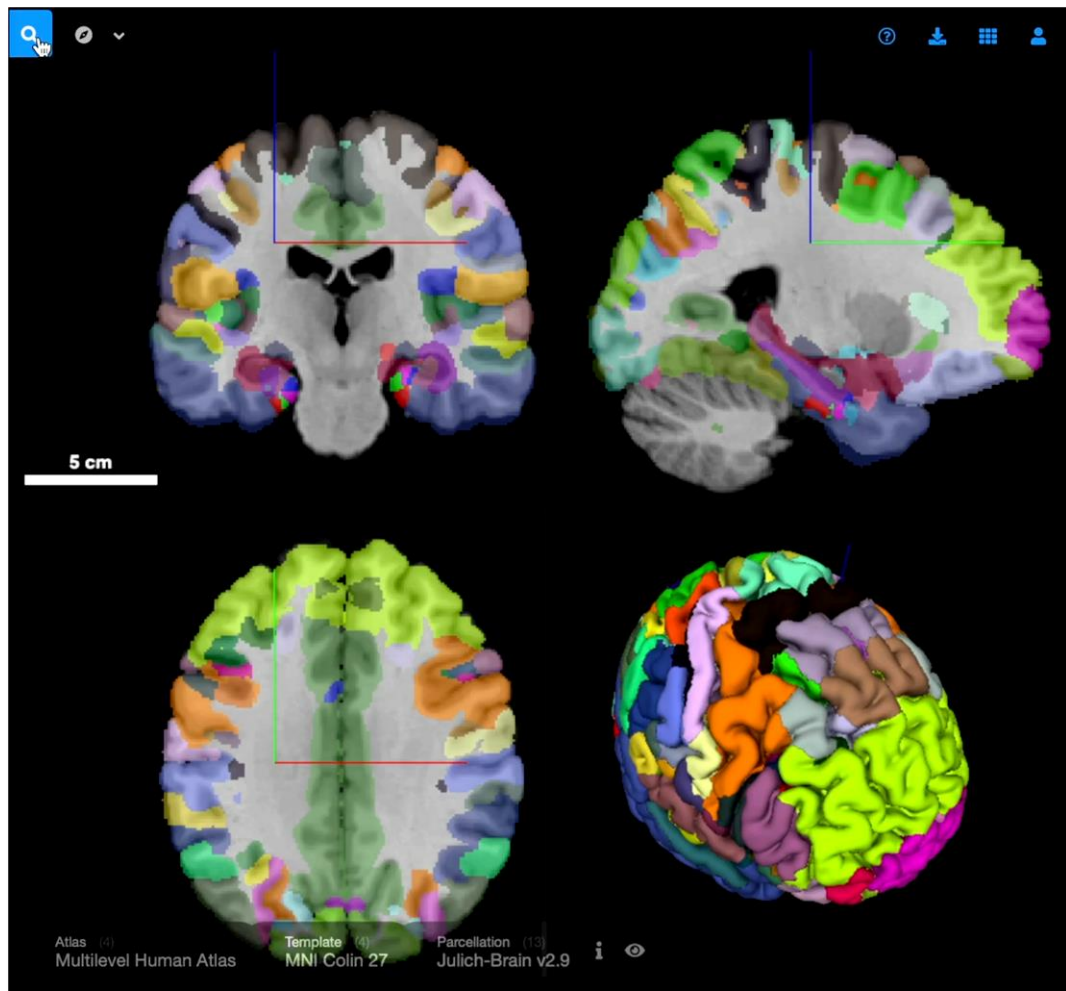 5 cm
Atlas (4)
Multilevel Human Atlas
Template (4)
MNI Colin 27
Parcellation (13)
Julich-Brain v2.9